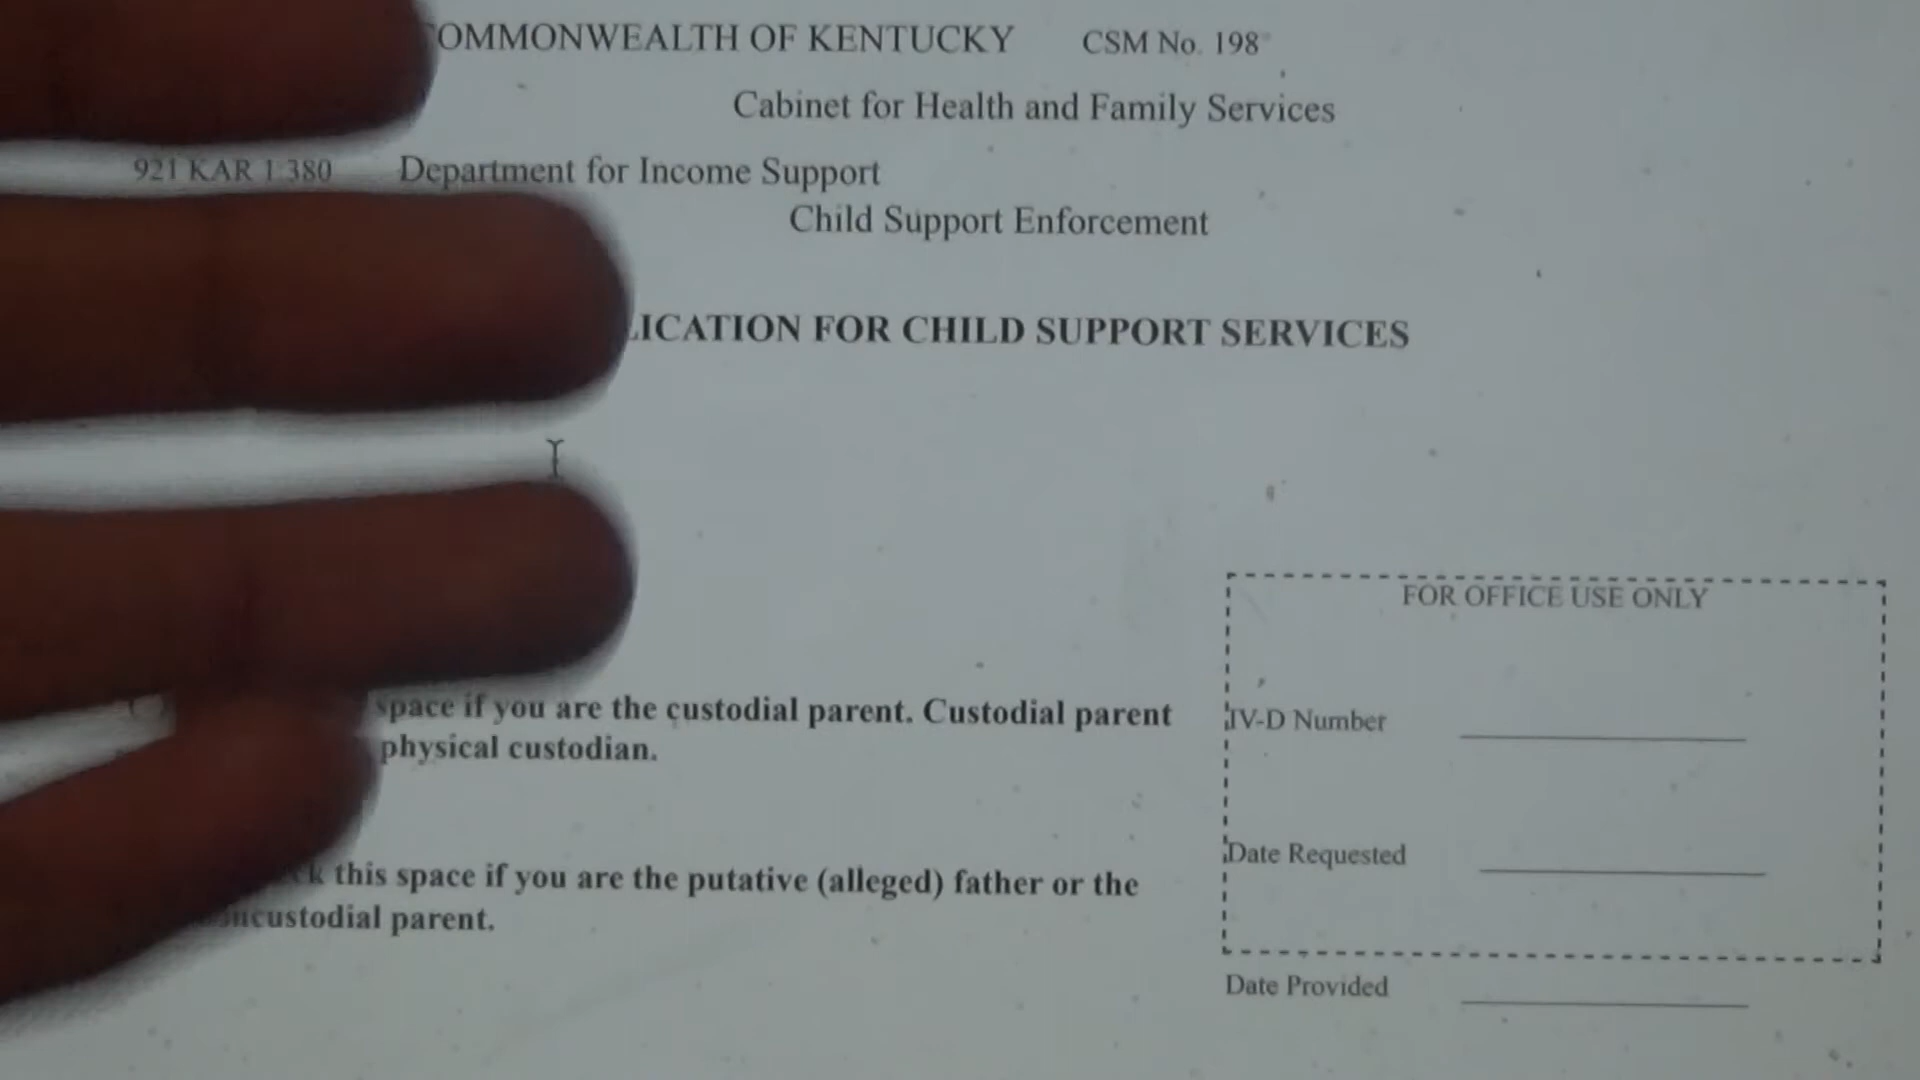 OMMONWEALTH OF KENTUCKY CSM No. 198
Cabinet for Health and Family Services
921 KAR 1:380 Department for Income Support
Child Support Enforcement
LICATION FOR CHILD SUPPORT SERVICES
FOR OFFICE USE ONLY
space if you are the custodial parent. Custodial parent
IV-D Number
physical custodian.
Date Requested
this space if you are the putative (alleged) father or the
custodial parent.
Date Provided